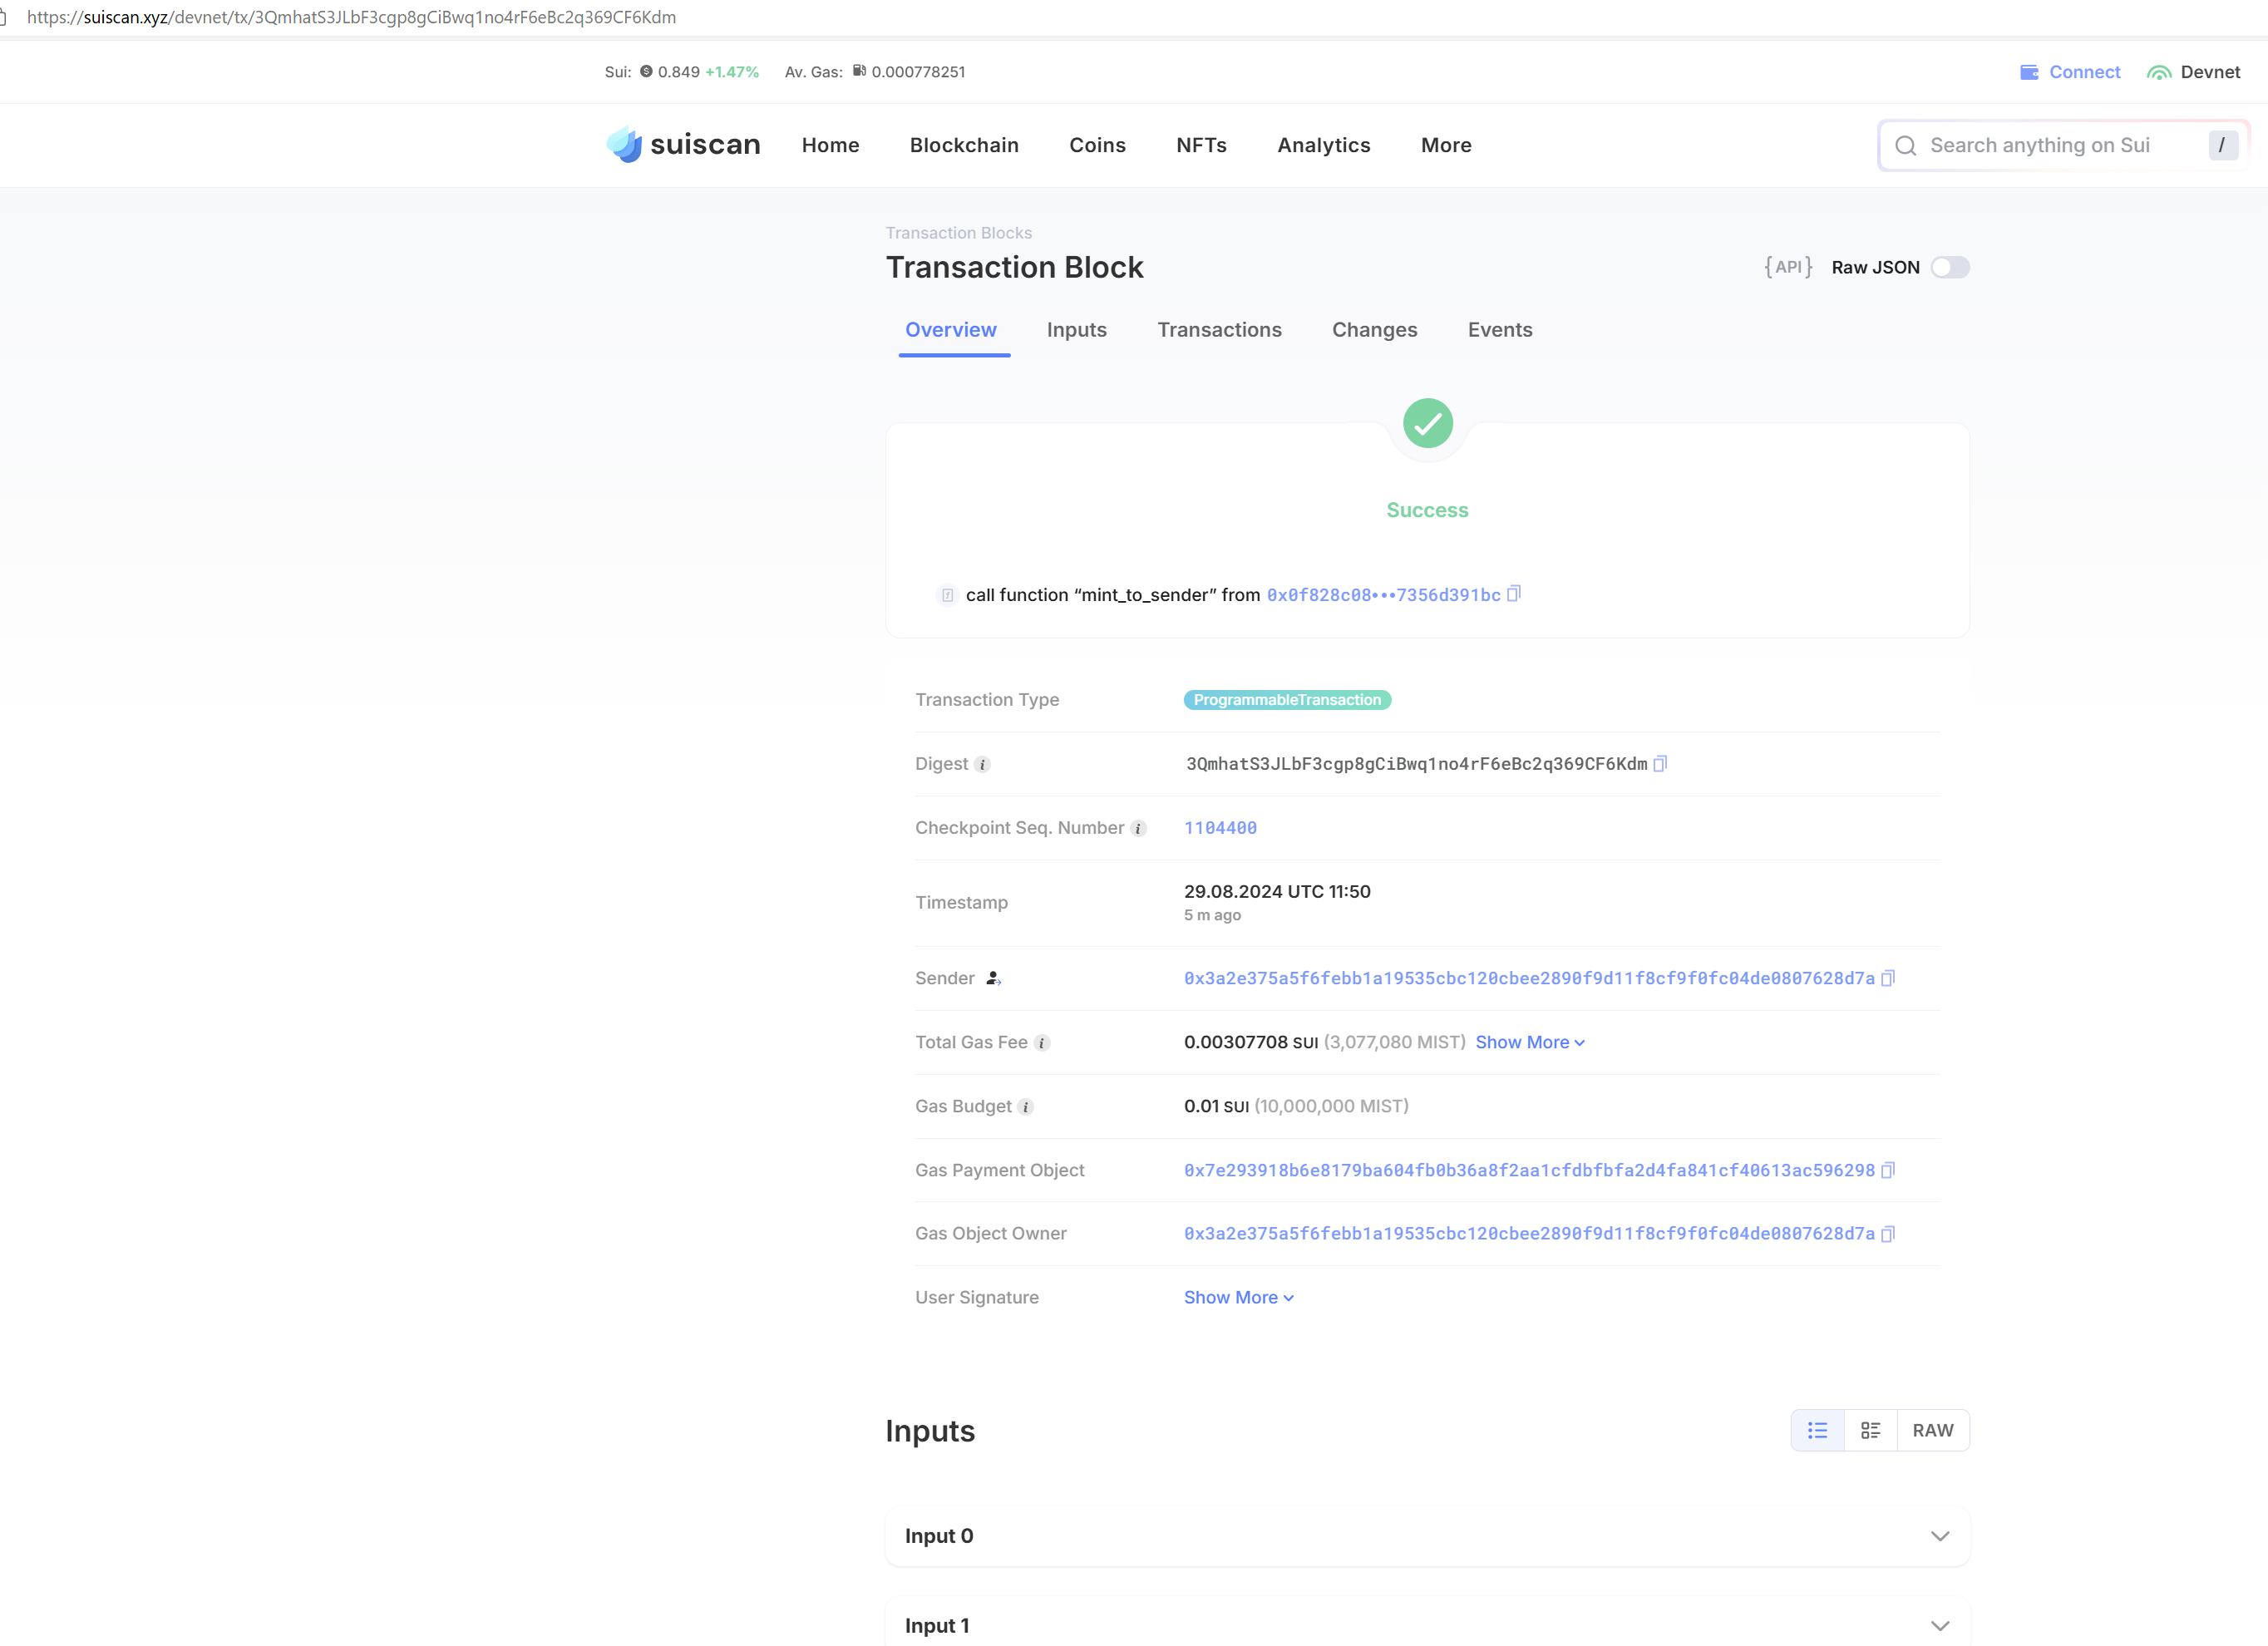 https://suiscan.xyz/devnet/tx/3QmhatS3JLbF3cgp8gCiBwq1no4rF6eBc2q369CF6Kdm
Sui: 0.849 +1.47% Av. Gas: 0.000778251 Connect Devnet
suiscan Home Blockchain Coins NFTs Analytics More Search anything on Sui /
Transaction Blocks
Transaction Block {API} Raw JSON
Overview Inputs Transactions Changes Events
Success
call function “mint_to_sender” from 0x0f828c08•••7356d391bc
Transaction Type ProgrammableTransaction
Digest i 3QmhatS3JLbF3cgp8gCiBwq1no4rF6eBc2q369CF6Kdm
Checkpoint Seq. Number i 1104400
Timestamp 29.08.2024 UTC 11:50
5 m ago
Sender 0x3a2e375a5f6febb1a19535cbc120cbee2890f9d11f8cf9f0fc04de0807628d7a
Total Gas Fee i 0.00307708 SUI (3,077,080 MIST) Show More
Gas Budget i 0.01 SUI (10,000,000 MIST)
Gas Payment Object 0x7e293918b6e8179ba604fb0b36a8f2aa1cfdbfbfa2d4fa841cf40613ac596298
Gas Object Owner 0x3a2e375a5f6febb1a19535cbc120cbee2890f9d11f8cf9f0fc04de0807628d7a
User Signature Show More
Inputs RAW
Input 0
Input 1